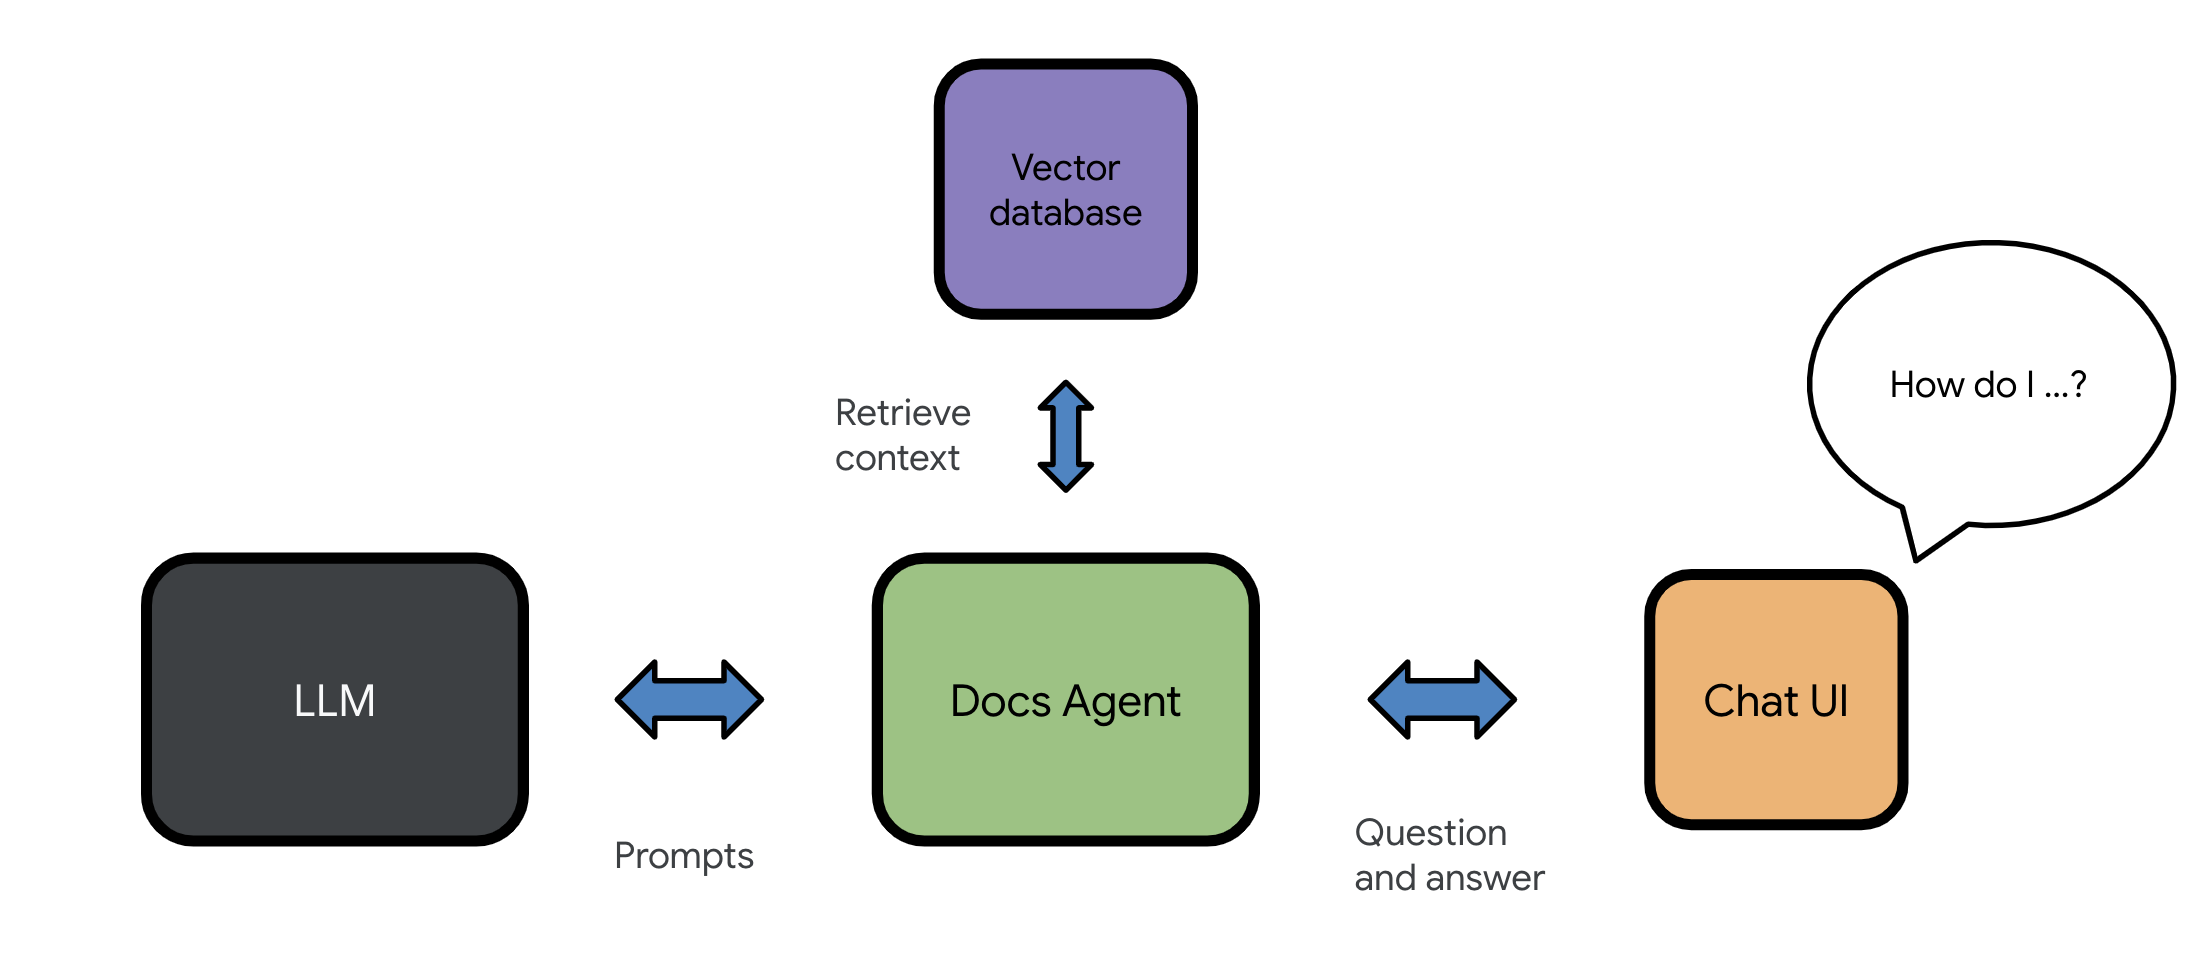 Vector
database
Retrieve
context
How do I ...?
LLM
Docs Agent
Chat UI
Prompts
Question
and answer